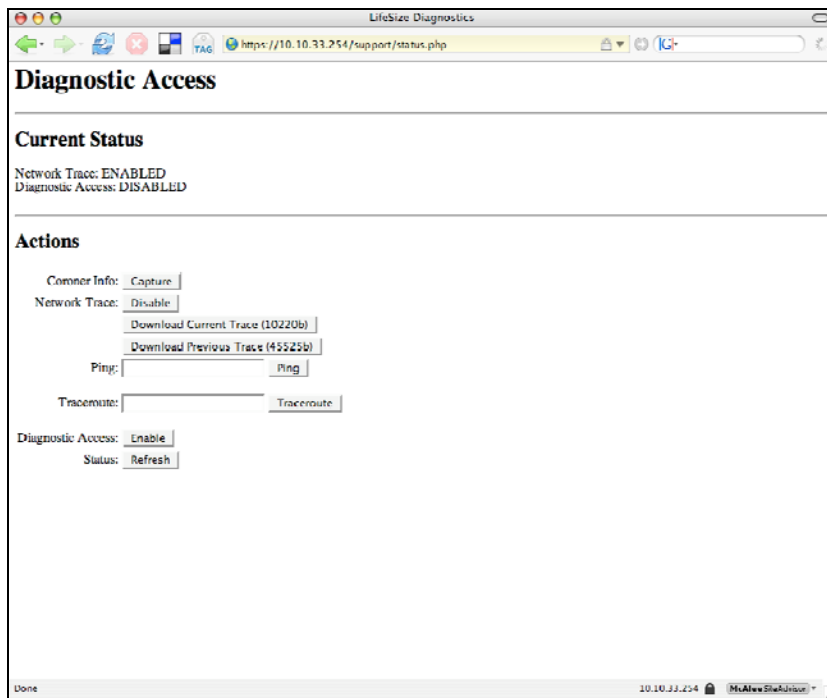 LifeSize Diagnostics
TAG
https://10.10.33.254/support/status.php
G
Diagnostic Access
Current Status
Network Trace: ENABLED
Diagnostic Access: DISABLED
Actions
Coroner Info: Capture
Network Trace: Disable
Download Current Trace (10220b)
Download Previous Trace (45525b)
Ping: Ping
Traceroute: Traceroute
Diagnostic Access: Enable
Status: Refresh
Done 10.10.33.254 McAfee SiteAdvisor